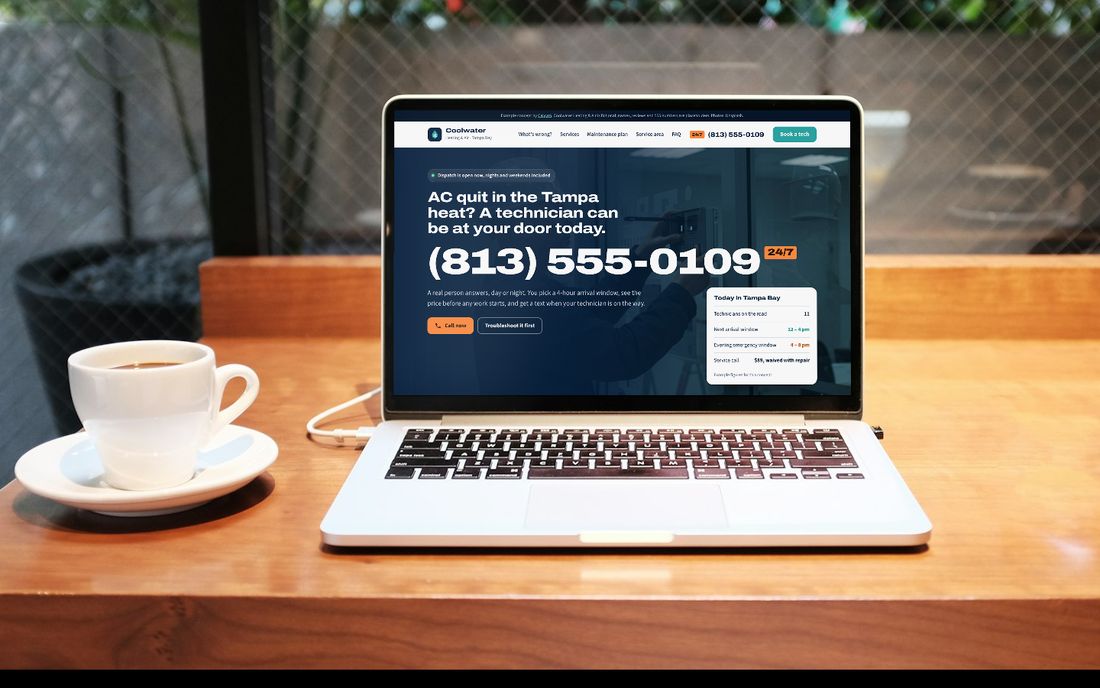 Coolwater
What's wrong? Services Maintenance plan Service area FAQ 24/7 (813) 555-0109 Book a tech
Dispatch is open now, nights and weekends included
AC quit in the Tampa
heat? A technician can
be at your door today.
(813) 555-0109 24/7
A real person answers, day or night. You pick a 4-hour arrival window, see the
price before any work starts, and get a text when your technician is on the way.
Call now Troubleshoot it first
Today in Tampa Bay
Technicians on the road 11
Next arrival window 12 – 4 pm
Evening emergency window 4 – 8 pm
Service call $89, waived with repair